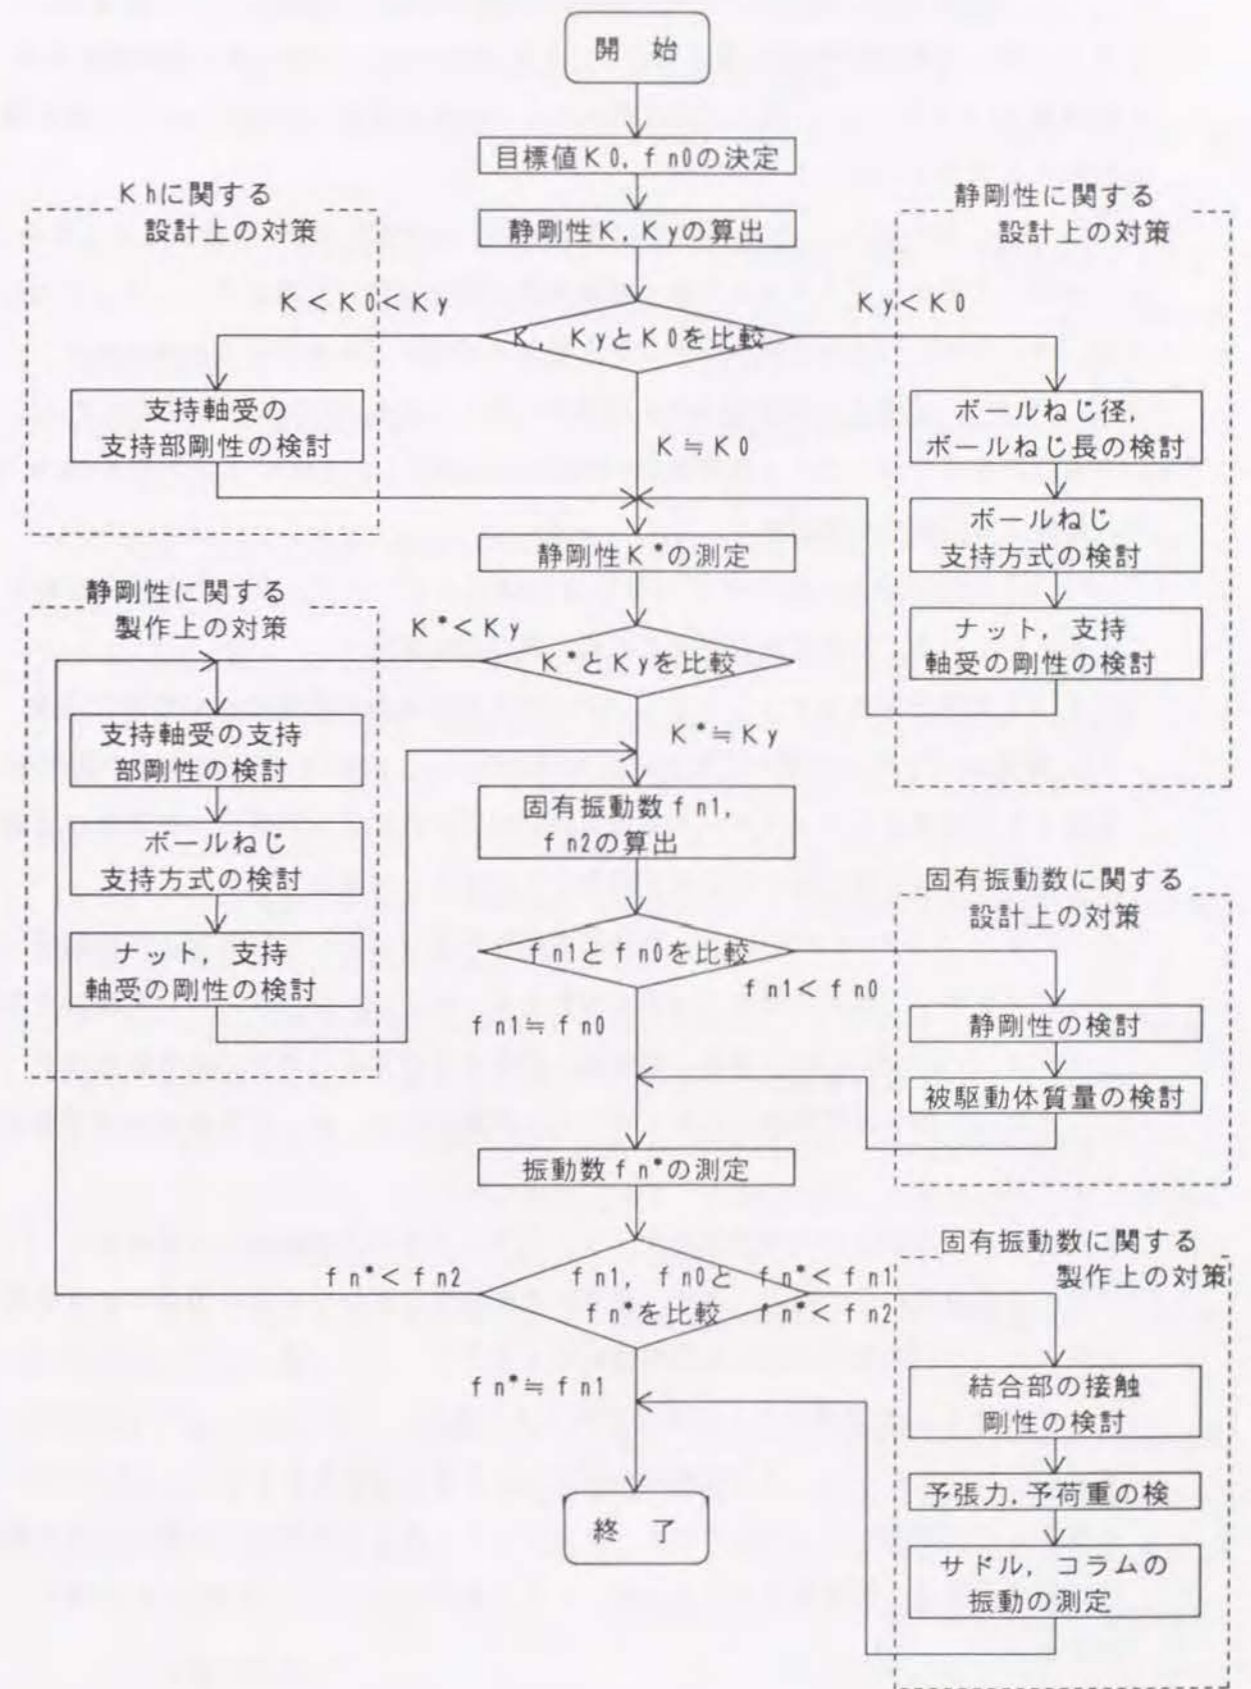 開 始
目標値K0, fn0の決定
静剛性K, Kyの算出
Khに関する
設計上の対策
静剛性に関する
設計上の対策
K<K0<Ky
Ky<K0
K, KyとK0を比較
支持軸受の
支持部剛性の検討
K≒K0
ボールねじ径,
ボールねじ長の検討
ボールねじ
支持方式の検討
ナット, 支持
軸受の剛性の検討
静剛性K*の測定
静剛性に関する
製作上の対策
K*<Ky
K*とKyを比較
K*≒Ky
支持軸受の支持
部剛性の検討
ボールねじ
支持方式の検討
ナット, 支持
軸受の剛性の検討
固有振動数fn1,
fn2の算出
固有振動数に関する
設計上の対策
fn1とfn0を比較
fn1<fn0
fn1≒fn0
静剛性の検討
被駆動体質量の検討
振動数fn*の測定
固有振動数に関する
製作上の対策
fn*<fn2
fn1, fn0と
fn*を比較
fn*<fn1
fn*<fn2
fn*≒fn1
結合部の接触
剛性の検討
予張力,予荷重の検
サドル, コラムの
振動の測定
終 了